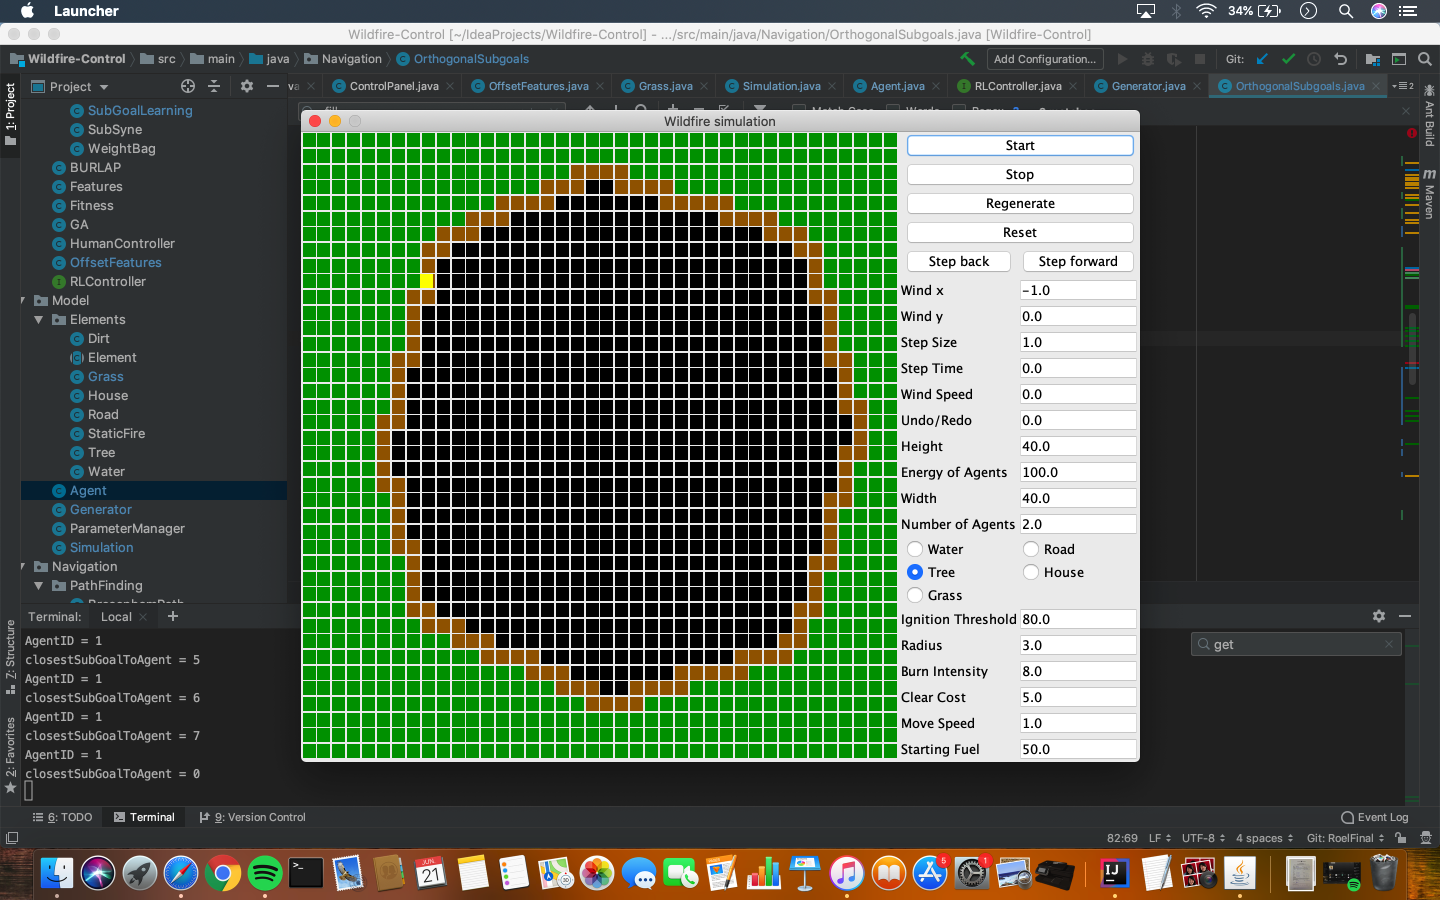 Launcher
34%
Wildfire-Control [~/IdeaProjects/Wildfire-Control] - .../src/main/java/Navigation/OrthogonalSubgoals.java [Wildfire-Control]
Wildfire-Control src main java Navigation OrthogonalSubgoals
Add Configuration...
Git:
Project
va
ControlPanel.java
OffsetFeatures.java
Grass.java
Simulation.java
Agent.java
RLController.java
Generator.java
OrthogonalSubgoals.java
2
1: Project
Z: Structure
2: Favorites
Ant Build
m Maven
SubGoalLearning
SubSyne
WeightBag
BURLAP
Features
Fitness
GA
HumanController
OffsetFeatures
RLController
Model
Elements
Dirt
Element
Grass
House
Road
StaticFire
Tree
Water
Agent
Generator
ParameterManager
Simulation
Navigation
PathFinding
Wildfire simulation
Start
Stop
Regenerate
Reset
Step back
Step forward
Wind x -1.0
Wind y 0.0
Step Size 1.0
Step Time 0.0
Wind Speed 0.0
Undo/Redo 0.0
Height 40.0
Energy of Agents 100.0
Width 40.0
Number of Agents 2.0
Water Road
Tree House
Grass
Ignition Threshold 80.0
Radius 3.0
Burn Intensity 8.0
Clear Cost 5.0
Move Speed 1.0
Starting Fuel 50.0
Terminal: Local
AgentID = 1
closestSubGoalToAgent = 5
AgentID = 1
closestSubGoalToAgent = 6
AgentID = 1
closestSubGoalToAgent = 7
AgentID = 1
closestSubGoalToAgent = 0
get
6: TODO
Terminal
9: Version Control
Event Log
82:69 LF UTF-8 4 spaces Git: RoelFinal
JUN
21
5
1
IJ